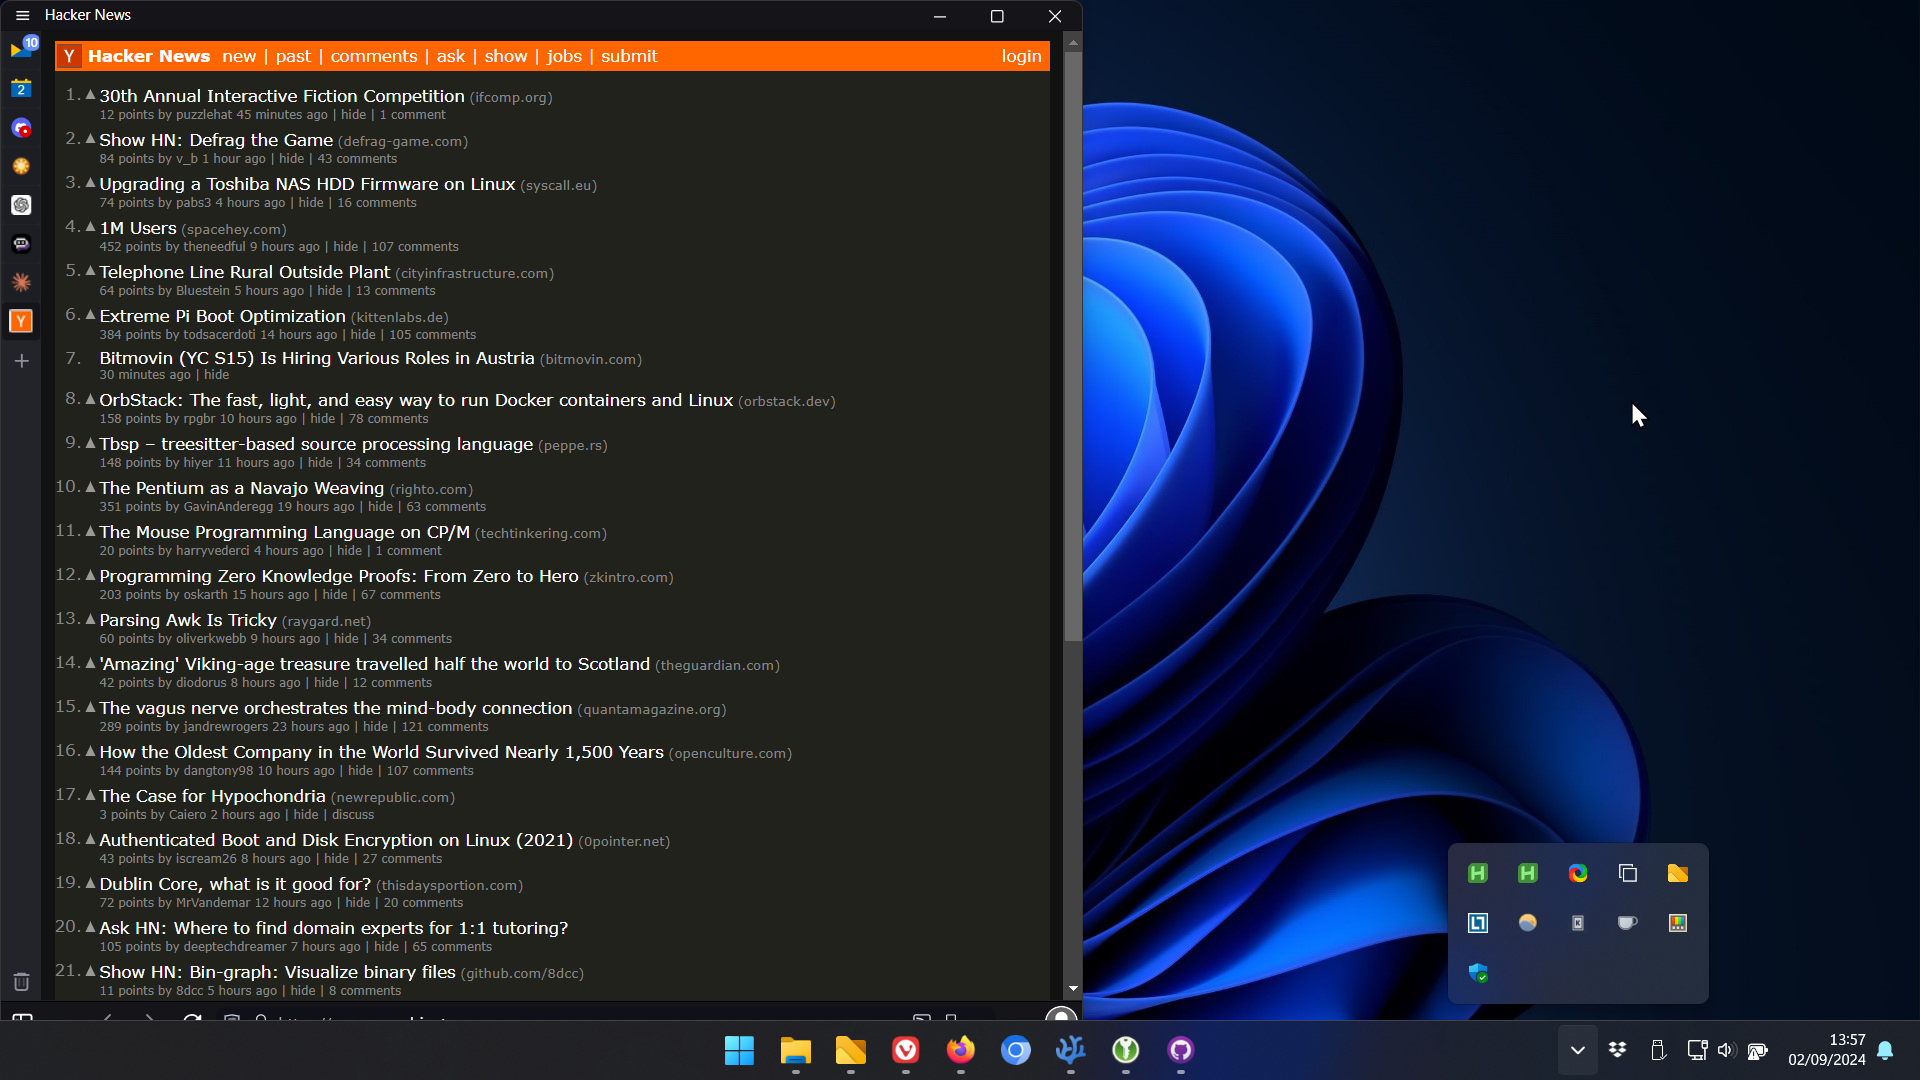 Hacker News
10
2
Y
Y Hacker News new | past | comments | ask | show | jobs | submit login
1. 30th Annual Interactive Fiction Competition (ifcomp.org)
12 points by puzzlehat 45 minutes ago | hide | 1 comment
2. Show HN: Defrag the Game (defrag-game.com)
84 points by v_b 1 hour ago | hide | 43 comments
3. Upgrading a Toshiba NAS HDD Firmware on Linux (syscall.eu)
74 points by pabs3 4 hours ago | hide | 16 comments
4. 1M Users (spacehey.com)
452 points by theneedful 9 hours ago | hide | 107 comments
5. Telephone Line Rural Outside Plant (cityinfrastructure.com)
64 points by Bluestein 5 hours ago | hide | 13 comments
6. Extreme Pi Boot Optimization (kittenlabs.de)
384 points by todsacerdoti 14 hours ago | hide | 105 comments
7. Bitmovin (YC S15) Is Hiring Various Roles in Austria (bitmovin.com)
30 minutes ago | hide
8. OrbStack: The fast, light, and easy way to run Docker containers and Linux (orbstack.dev)
158 points by rpgbr 10 hours ago | hide | 78 comments
9. Tbsp – treesitter-based source processing language (peppe.rs)
148 points by hiyer 11 hours ago | hide | 34 comments
10. The Pentium as a Navajo Weaving (righto.com)
351 points by GavinAnderegg 19 hours ago | hide | 63 comments
11. The Mouse Programming Language on CP/M (techtinkering.com)
20 points by harryvederci 4 hours ago | hide | 1 comment
12. Programming Zero Knowledge Proofs: From Zero to Hero (zkintro.com)
203 points by oskarth 15 hours ago | hide | 67 comments
13. Parsing Awk Is Tricky (raygard.net)
60 points by oliverkwebb 9 hours ago | hide | 34 comments
14. 'Amazing' Viking-age treasure travelled half the world to Scotland (theguardian.com)
42 points by diodorus 8 hours ago | hide | 12 comments
15. The vagus nerve orchestrates the mind-body connection (quantamagazine.org)
289 points by jandrewrogers 23 hours ago | hide | 121 comments
16. How the Oldest Company in the World Survived Nearly 1,500 Years (openculture.com)
144 points by dangtony98 10 hours ago | hide | 107 comments
17. The Case for Hypochondria (newrepublic.com)
3 points by Caiero 2 hours ago | hide | discuss
18. Authenticated Boot and Disk Encryption on Linux (2021) (0pointer.net)
43 points by iscream26 8 hours ago | hide | 27 comments
19. Dublin Core, what is it good for? (thisdaysportion.com)
72 points by MrVandemar 12 hours ago | hide | 20 comments
20. Ask HN: Where to find domain experts for 1:1 tutoring?
105 points by deeptechdreamer 7 hours ago | hide | 65 comments
21. Show HN: Bin-graph: Visualize binary files (github.com/8dcc)
11 points by 8dcc 5 hours ago | hide | 8 comments
H H
K
13:57
02/09/2024